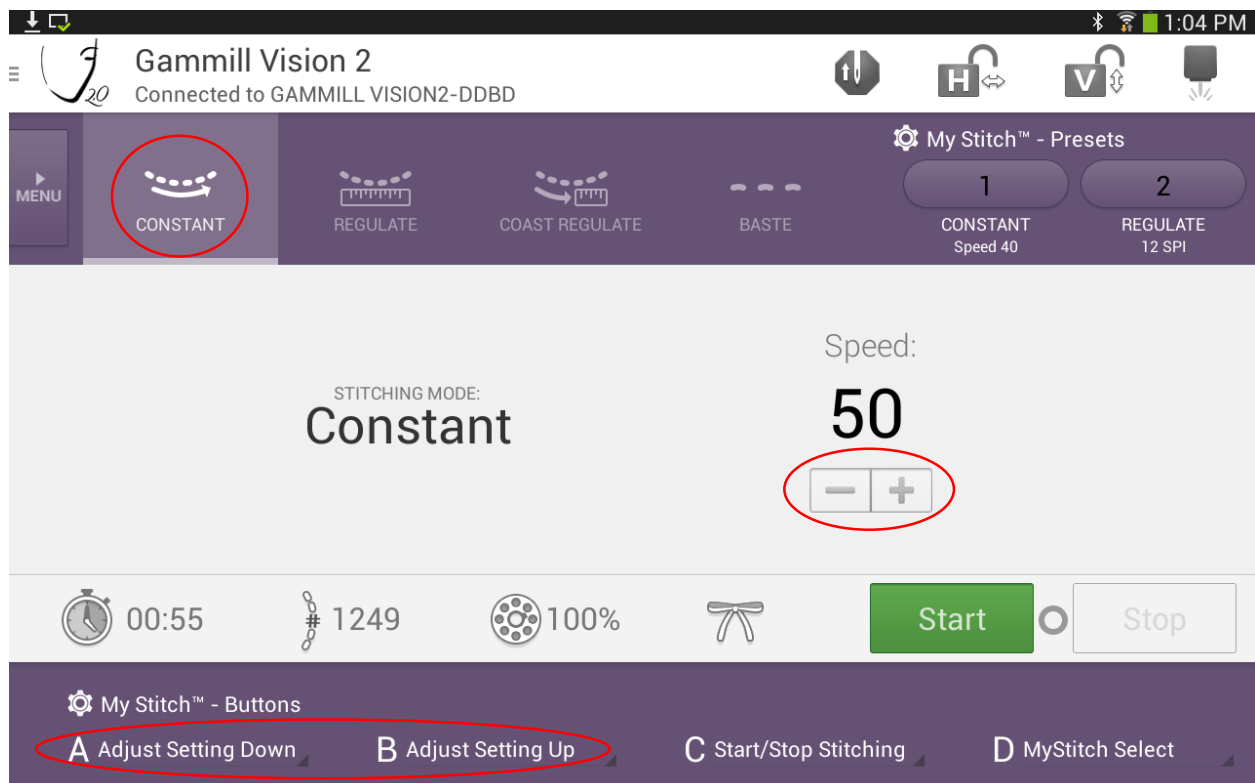 1:04 PM
Gammill Vision 2
Connected to GAMMILL VISION2-DDBD
2.0
H
V
MENU
CONSTANT
REGULATE
COAST REGULATE
BASTE
My Stitch™ - Presets
1
2
CONSTANT
REGULATE
Speed 40
12 SPI
STITCHING MODE:
Constant
Speed:
50
00:55
# 1249
100%
Start
Stop
My Stitch™ - Buttons
A Adjust Setting Down
B Adjust Setting Up
C Start/Stop Stitching
D MyStitch Select